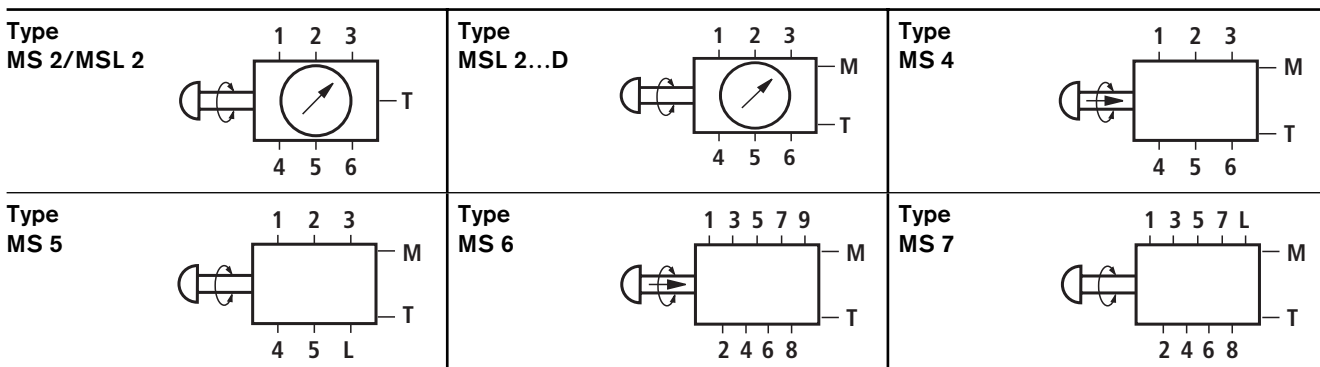 Type
MS 2/MSL 2
1 2 3
T
4 5 6
Type
MSL 2...D
1 2 3
M
T
4 5 6
Type
MS 4
1 2 3
M
T
4 5 6
Type
MS 5
1 2 3
M
T
4 5 L
Type
MS 6
1 3 5 7 9
M
T
2 4 6 8
Type
MS 7
1 3 5 7 L
M
T
2 4 6 8